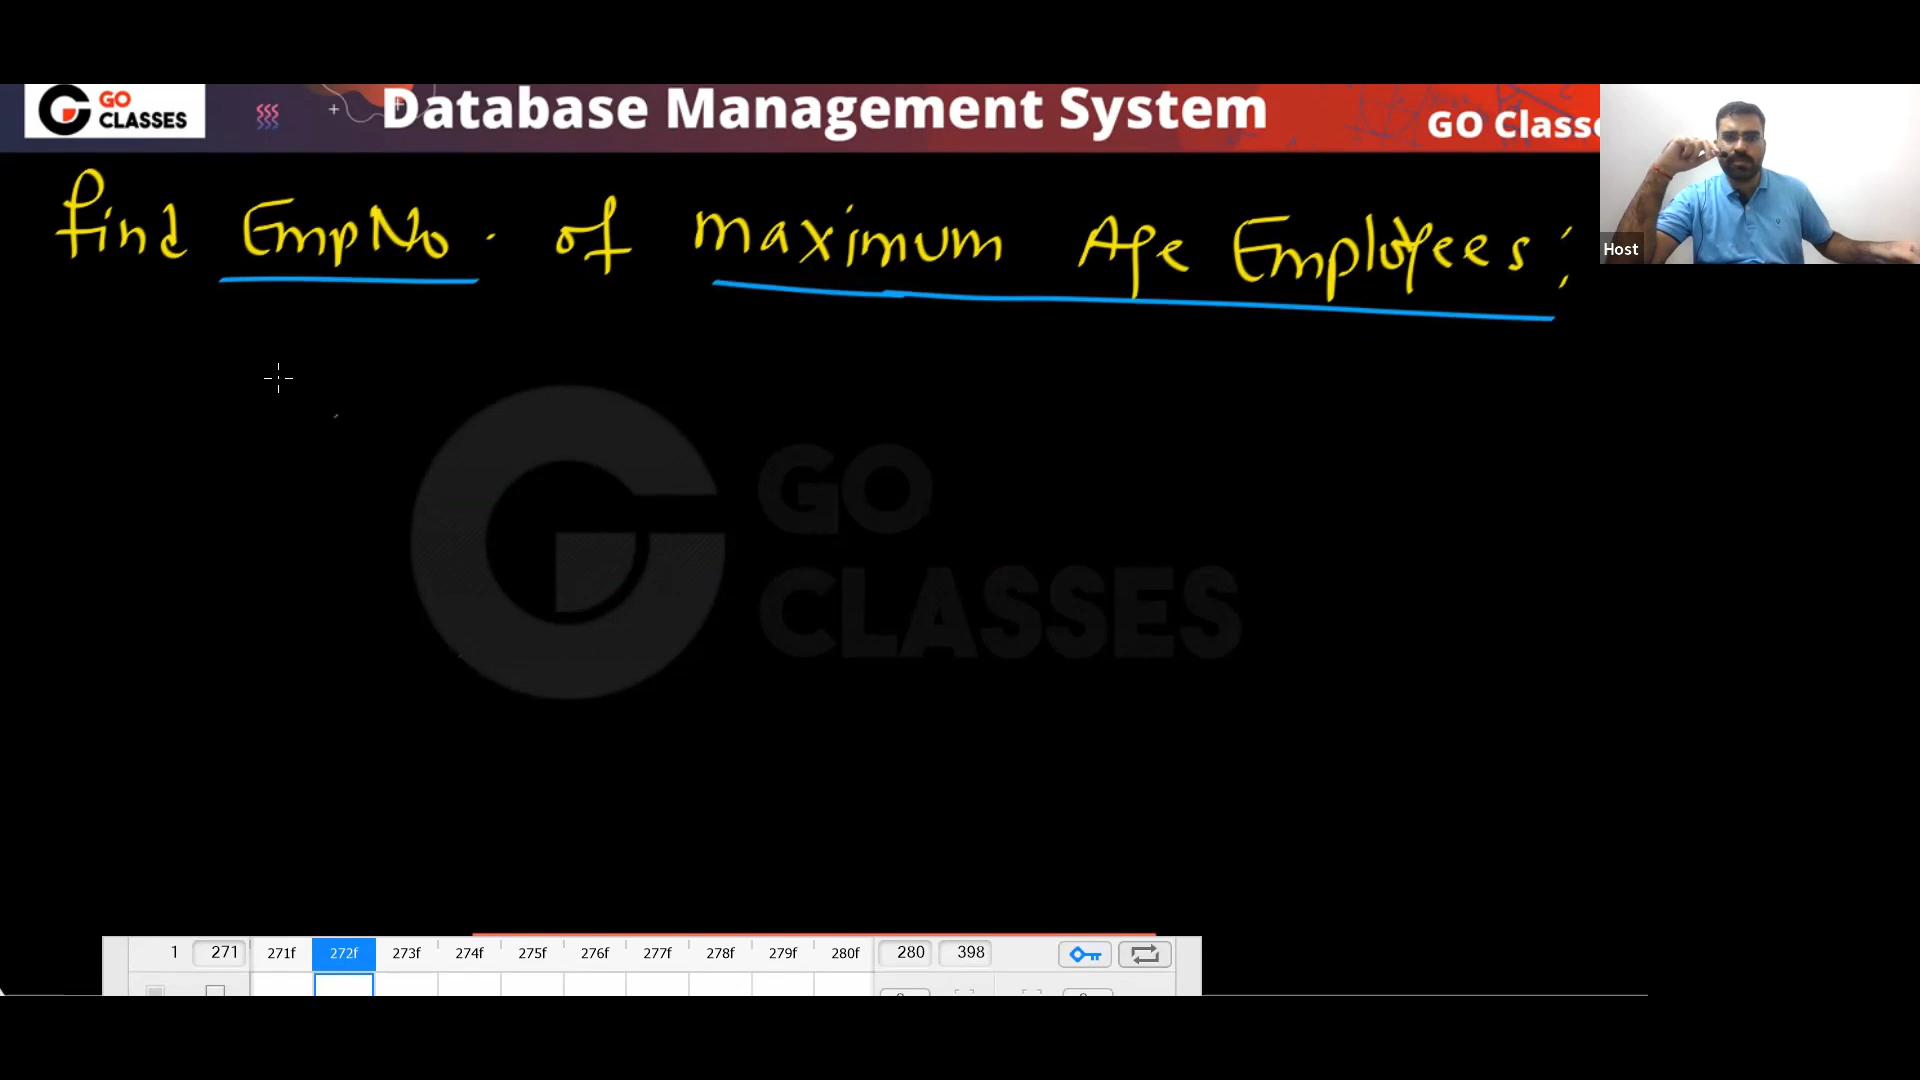 GO
CLASSES
Database Management System
GO Classe
find EmpNo. of maximum Age Employees:
Host
GO
CLASSES
1 271 271f 272f 273f 274f 275f 276f 277f 278f 279f 280f 280 398